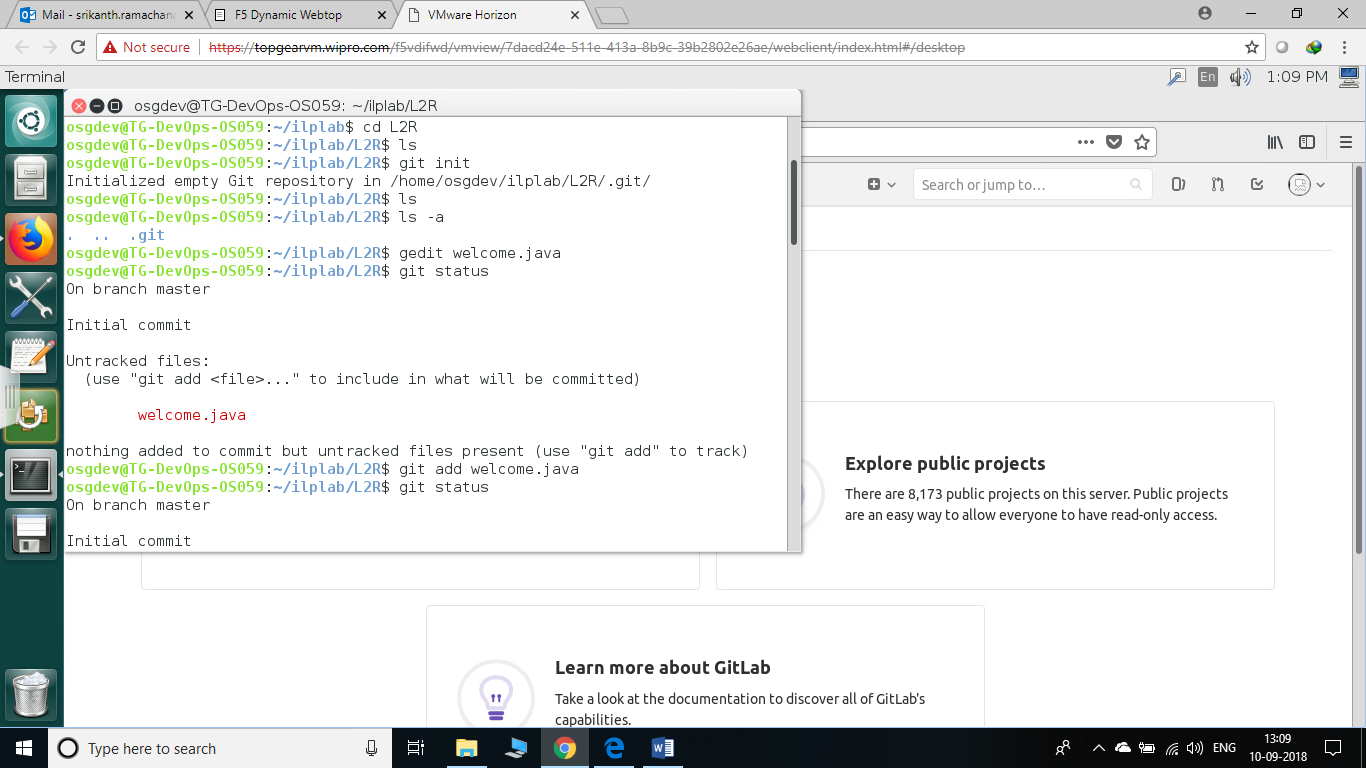 Mail - srikanth.ramachand
F5 Dynamic Webtop
VMware Horizon
Not secure
https://topgearvm.wipro.com/f5vdifwd/vmview/7dacd24e-511e-413a-8b9c-39b2802e26ae/webclient/index.html#/desktop
Terminal
En
1:09 PM
osgdev@TG-DevOps-OS059: ~/ilplab/L2R
osgdev@TG-DevOps-OS059:~/ilplab$ cd L2R
osgdev@TG-DevOps-OS059:~/ilplab/L2R$ ls
osgdev@TG-DevOps-OS059:~/ilplab/L2R$ git init
Initialized empty Git repository in /home/osgdev/ilplab/L2R/.git/
osgdev@TG-DevOps-OS059:~/ilplab/L2R$ ls
osgdev@TG-DevOps-OS059:~/ilplab/L2R$ ls -a
.  ..  .git
osgdev@TG-DevOps-OS059:~/ilplab/L2R$ gedit welcome.java
osgdev@TG-DevOps-OS059:~/ilplab/L2R$ git status
On branch master
Initial commit
Untracked files:
(use "git add <file>..." to include in what will be committed)
welcome.java
nothing added to commit but untracked files present (use "git add" to track)
osgdev@TG-DevOps-OS059:~/ilplab/L2R$ git add welcome.java
osgdev@TG-DevOps-OS059:~/ilplab/L2R$ git status
On branch master
Initial commit
Search or jump to…
Explore public projects
There are 8,173 public projects on this server. Public projects
are an easy way to allow everyone to have read-only access.
Learn more about GitLab
Take a look at the documentation to discover all of GitLab's
capabilities.
Type here to search
ENG
13:09
10-09-2018